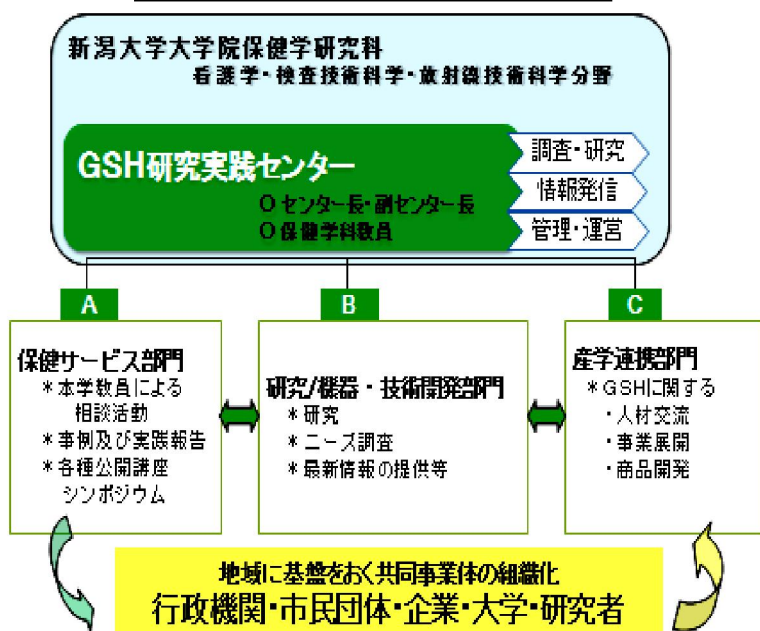 新潟大学大学院保健学研究科
看護学・検査技術科学・放射線技術科学分野
GSH研究実践センター
○センター長・副センター長
○保健学科教員
調査・研究
情報発信
管理・運営
A
保健サービス部門
*本学教員による
相談活動
*事例及び実践報告
*各種公開講座
シンポジウム
B
研究/機器・技術開発部門
*研究
*ニーズ調査
*最新情報の提供等
C
産学連携部門
*GSHに関する
・人材交流
・事業展開
・商品開発
地域に基盤をおく共同事業体の組織化
行政機関・市民団体・企業・大学・研究者